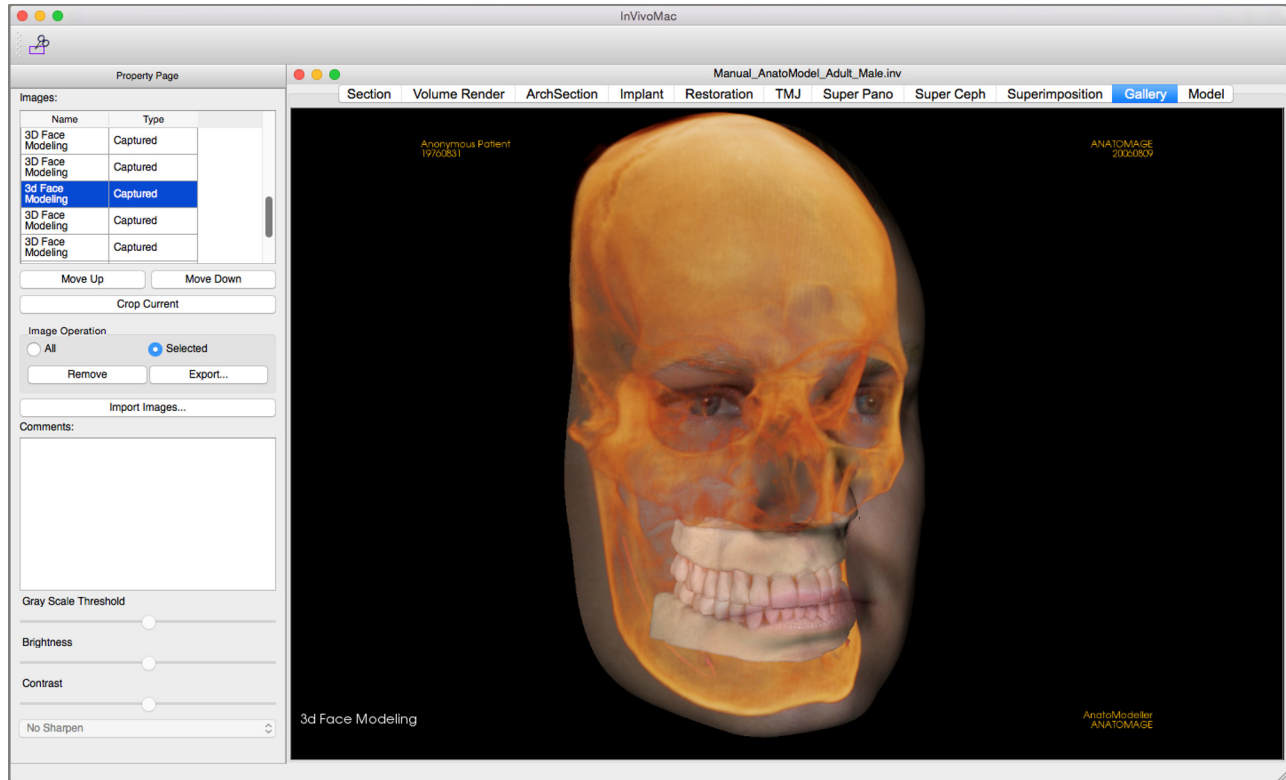 InVivoMac
Property Page
Images:
Name Type
3D Face
Modeling Captured
3D Face
Modeling Captured
3d Face
Modeling Captured
3D Face
Modeling Captured
3D Face
Modeling Captured
Move Up Move Down
Crop Current
Image Operation
All Selected
Remove Export...
Import Images...
Comments:
Gray Scale Threshold
Brightness
Contrast
No Sharpen
Manual_AnatoModel_Adult_Male.inv
Section Volume Render ArchSection Implant Restoration TMJ Super Pano Super Ceph Superimposition Gallery Model
Anonymous Patient
19760831
ANATOMAGE
20060809
3d Face Modeling
AnatoModeller
ANATOMAGE